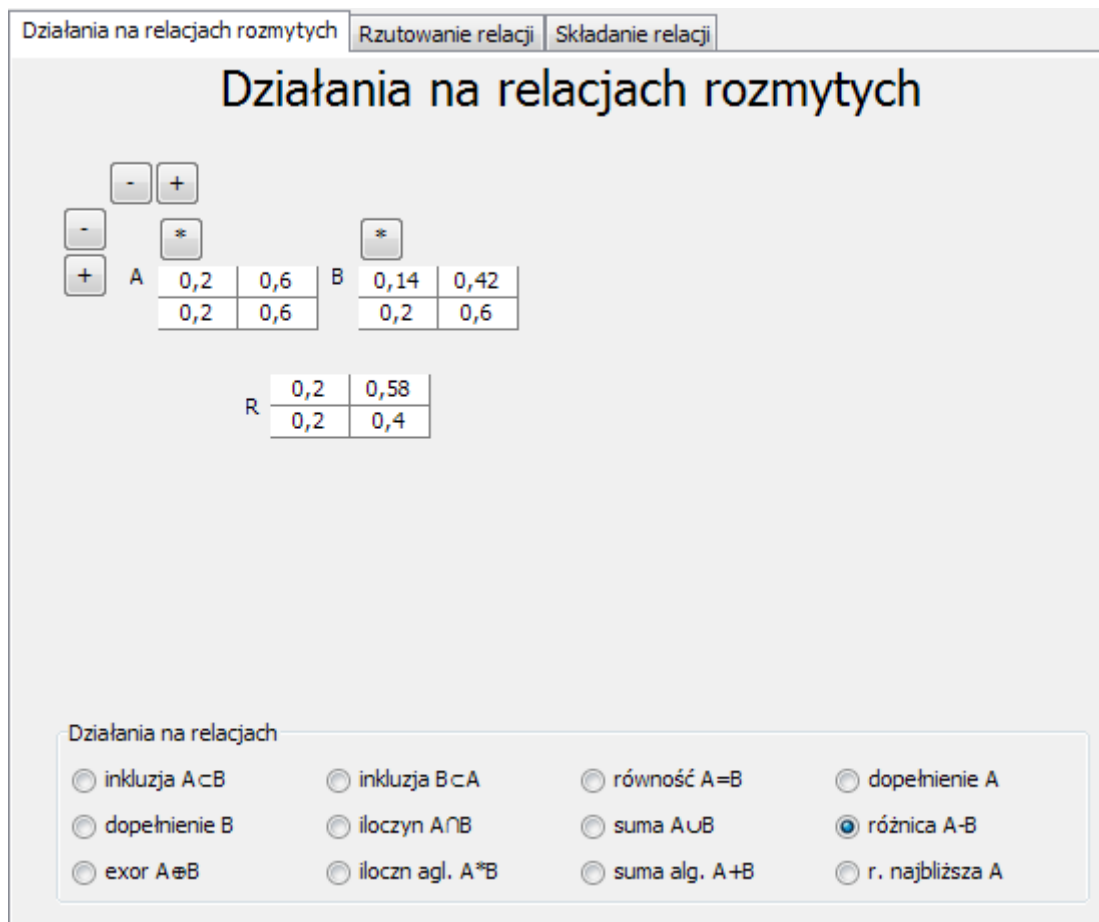 Działania na relacjach rozmytych Rzutowanie relacji Składanie relacji
Działania na relacjach rozmytych
- +
- * *
+ A 0,2 0,6 B 0,14 0,42
0,2 0,6 0,2 0,6
R 0,2 0,58
0,2 0,4
Działania na relacjach
inkluzja A⊂B inkluzja B⊂A równość A=B dopełnienie A
dopełnienie B iloczyn A∩B suma A∪B różnica A-B
exor A⊕B iloczn agl. A*B suma alg. A+B r. najbliższa A